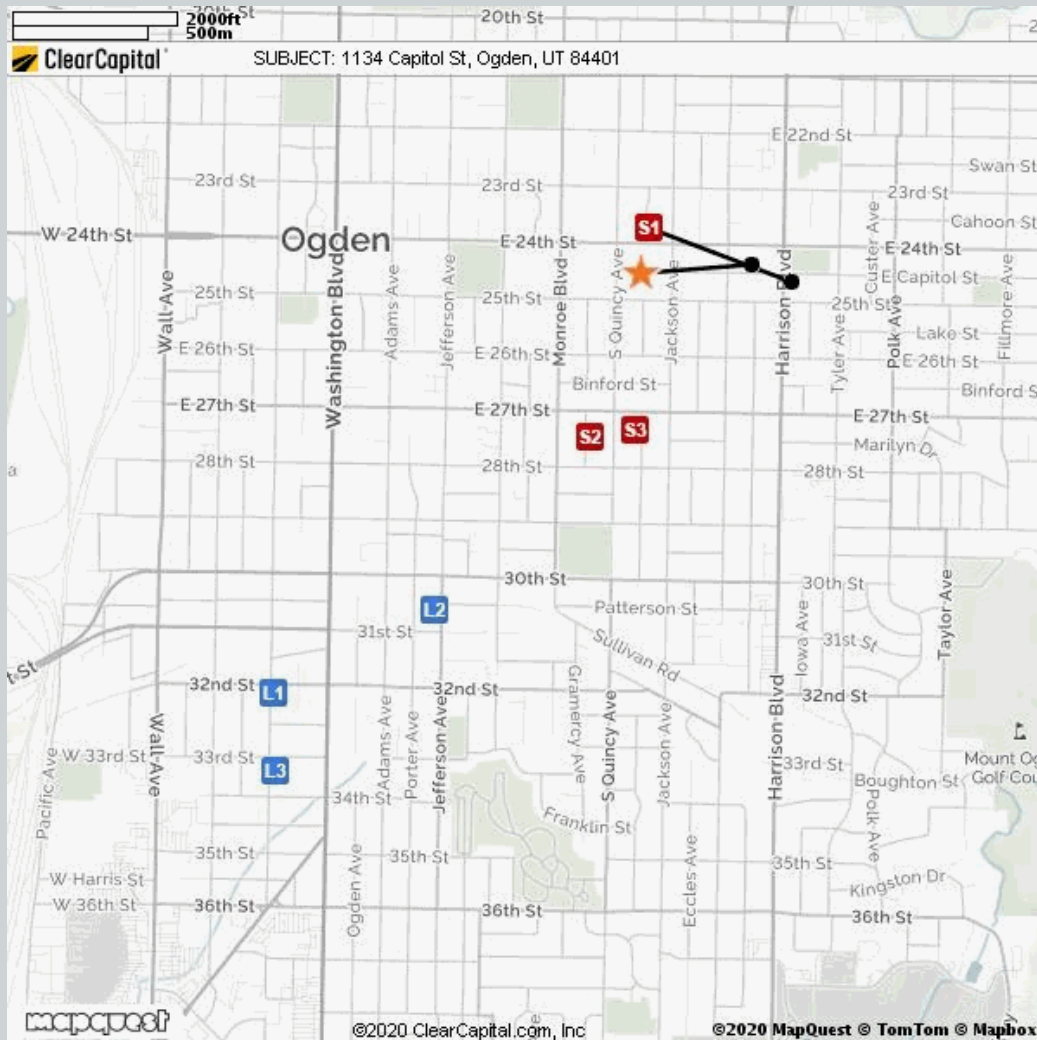 2000ft
20th St
20th St
500m
ClearCapital
SUBJECT: 1134 Capitol St, Ogden, UT 84401
E 22nd St
Swan St
23rd St
23rd St
23rd St
Cahoon St
S1
W 24th St
Ogden
E 24th St
E 24th St
E Capitol St
25th St
25th St
25th St
Wall Ave
Washington Blvd
Adams Ave
Jefferson Ave
Monroe Blvd
S Quincy Ave
Jackson Ave
Harrison Blvd
Tyler Ave
Custer Ave
Polk Ave
Fillmore Ave
Lake St
E 26th St
E 26th St
E 26th St
Binford St
Binford S
E 27th St
E 27th St
E 27th St
S2
S3
Marilyn Dr
28th St
28th St
28th St
30th St
30th St
L2
Patterson St
31st St
Sullivan Rd
Iowa Ave
31st St
Taylor Ave
t St
32nd St
L1
32nd St
32nd St
Wall Ave
Adams Ave
Porter Ave
Jefferson Ave
Gramercy Ave
S Quincy Ave
Jackson Ave
Harrison Blvd
W 33rd St
33rd St
33rd St
L3
Mount Og
Golf Cou
Boughton St
Pacific Ave
34th St
Franklin St
Polk Ave
35th St
35th St
35th St
Ogden Ave
Eccles Ave
W Harris St
Kingston Dr
W 36th St
36th St
36th St
36th St
mapquest
©2020 ClearCapital.com, Inc
©2020 MapQuest © TomTom © Mapbox